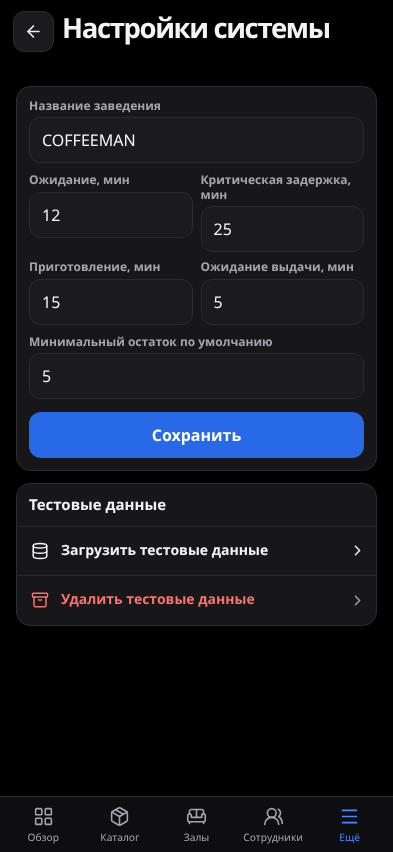 Настройки системы
Название заведения
COFFEEMAN
Ожидание, мин
12
Критическая задержка,
мин
25
Приготовление, мин
15
Ожидание выдачи, мин
5
Минимальный остаток по умолчанию
5
Сохранить
Тестовые данные
Загрузить тестовые данные
Удалить тестовые данные
Обзор
Каталог
Залы
Сотрудники
Ещё